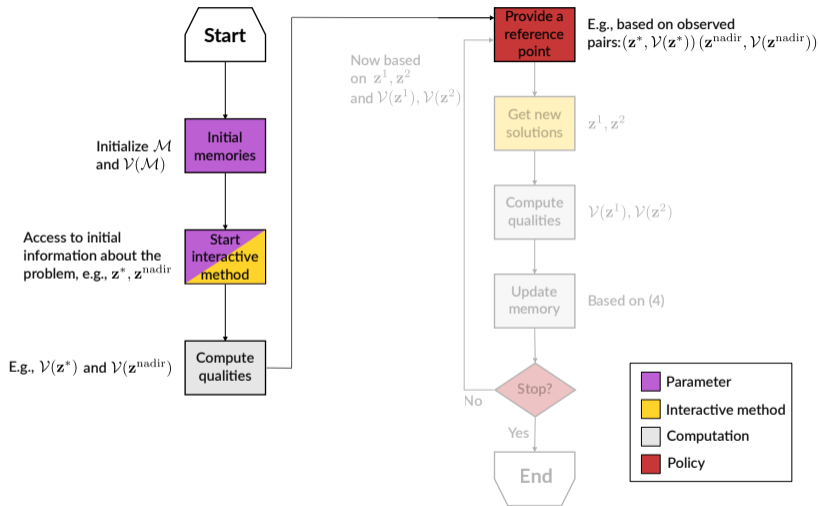 Start
Initialize ℳ
and 𝒱(ℳ)
Initial
memories
Access to initial
information about the
problem, e.g., z*, z^nadir
Start
interactive
method
E.g., 𝒱(z*) and 𝒱(z^nadir)
Compute
qualities
Provide a
reference
point
E.g., based on observed
pairs:(z*, 𝒱(z*)) (z^nadir, 𝒱(z^nadir))
Now based
on z¹, z²
and 𝒱(z¹), 𝒱(z²)
Get new
solutions
z¹, z²
Compute
qualities
𝒱(z¹), 𝒱(z²)
Update
memory
Based on (4)
Stop?
No
Yes
End
Parameter
Interactive method
Computation
Policy